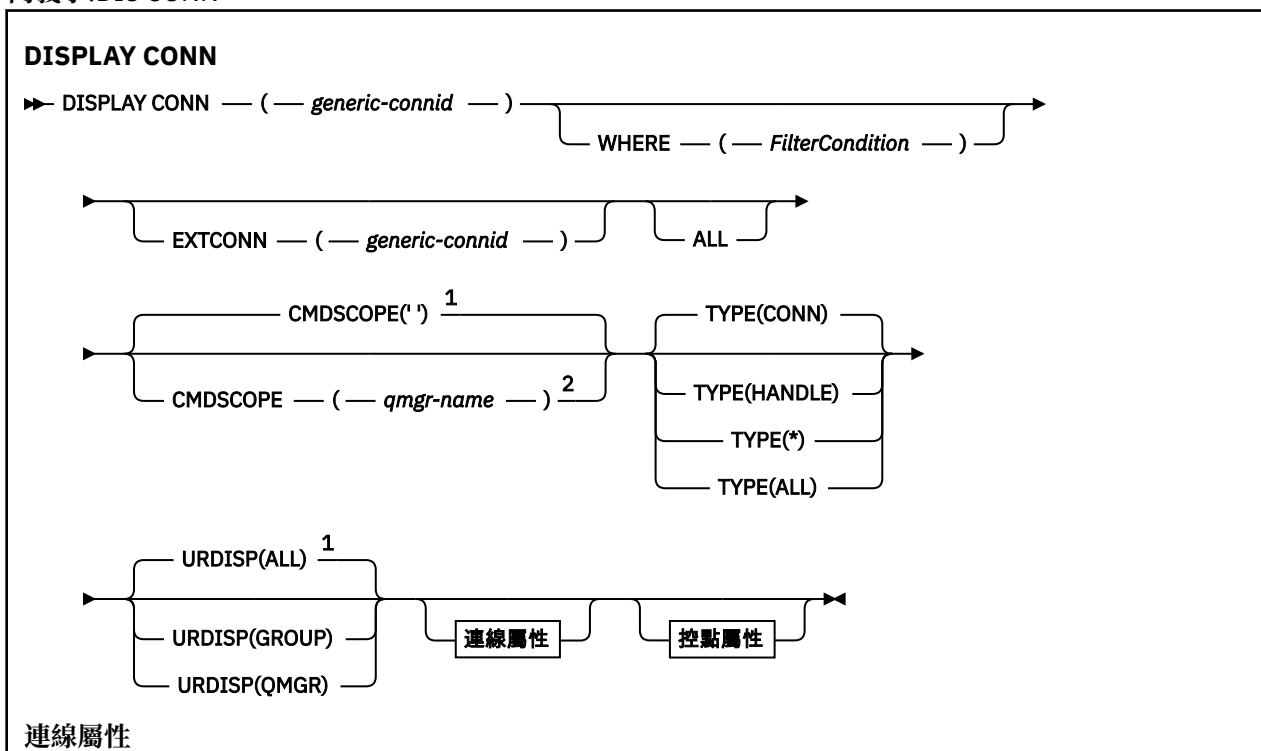 DISPLAY CONN
DISPLAY CONN ( generic-connid )
WHERE ( FilterCondition )
EXTCONN ( generic-connid )
ALL
CMDSCOPE(' ') 1
TYPE(CONN)
CMDSCOPE ( qmgr-name ) 2
TYPE(HANDLE)
TYPE(*)
TYPE(ALL)
URDISP(ALL) 1
URDISP(GROUP)
連線屬性
控點屬性
URDISP(QMGR)
連線屬性